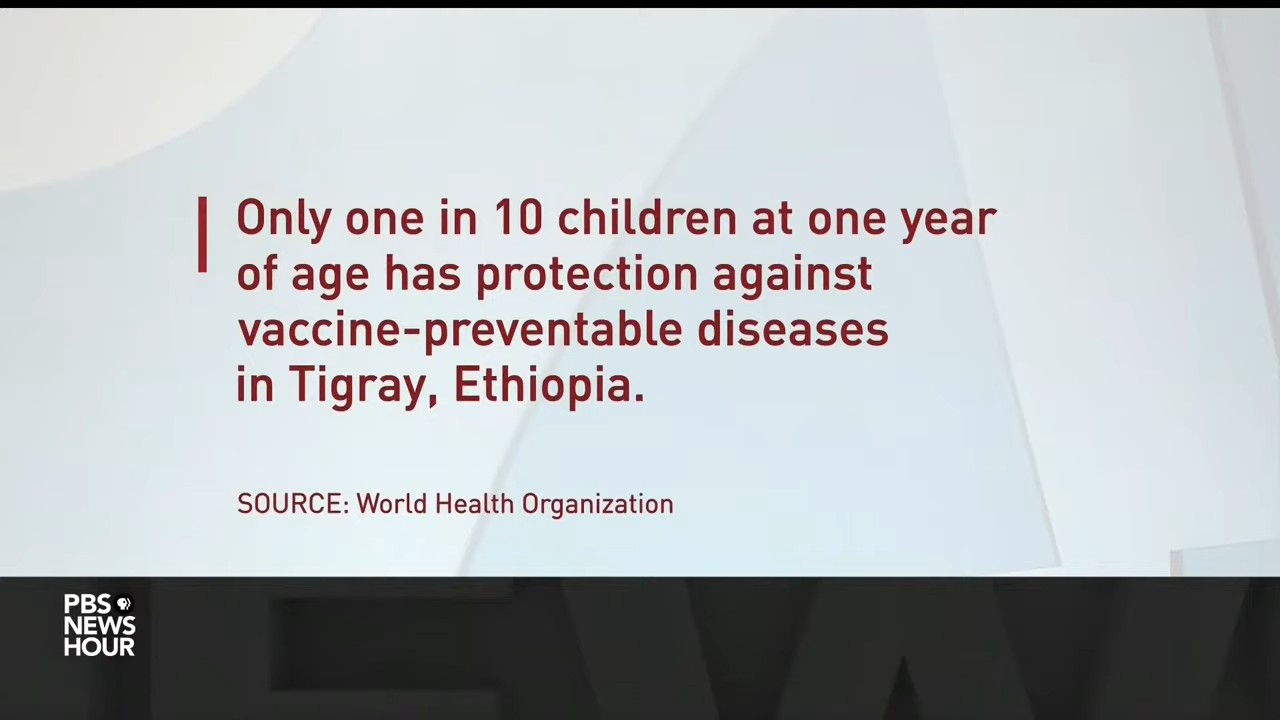 Only one in 10 children at one year
of age has protection against
vaccine-preventable diseases
in Tigray, Ethiopia.
SOURCE: World Health Organization
PBS
NEWS
HOUR